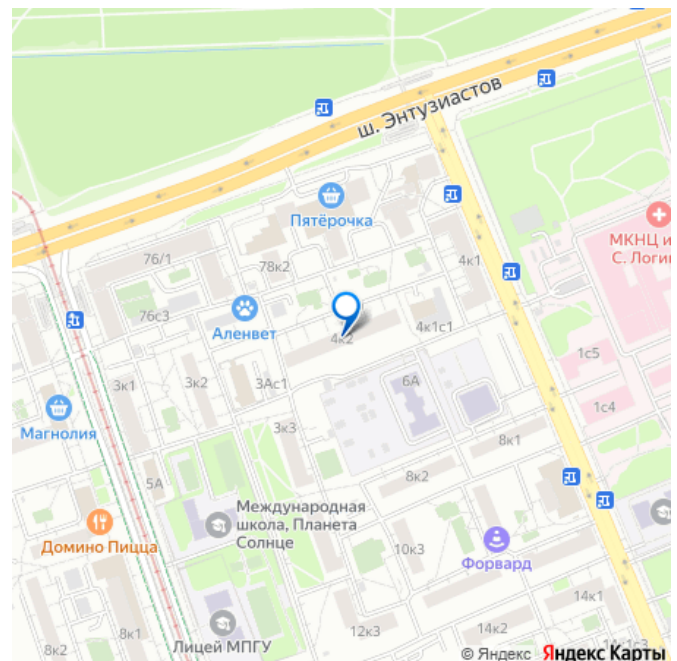 ш. Энтузиастов
Пятёрочка
МКНЦ и
С. Логи
76/1
78к2
4к1
76с3
Аленвет
4к2
4к1с1
3к1
3к2
3Ас1
6А
1с5
1с4
Магнолия
3к3
8к1
5А
8к2
Международная
школа, Планета
Солнце
Домино Пицца
10к3
Форвард
14к1
Лицей МПГУ
12к3
14к2
8к2
8к1
© Яндекс
Яндекс Карты